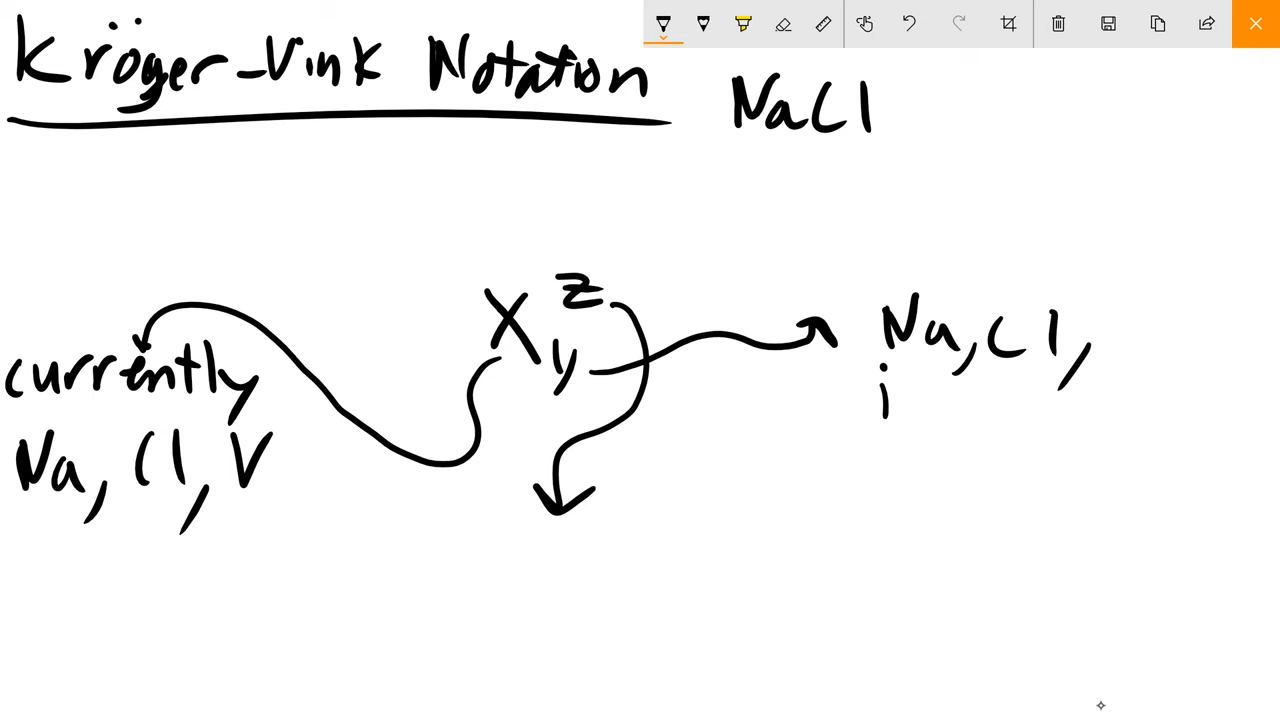 Kröger-Vink Notation
NaCl
X
z
y
currently
Na, Cl, V
Na, Cl,
i